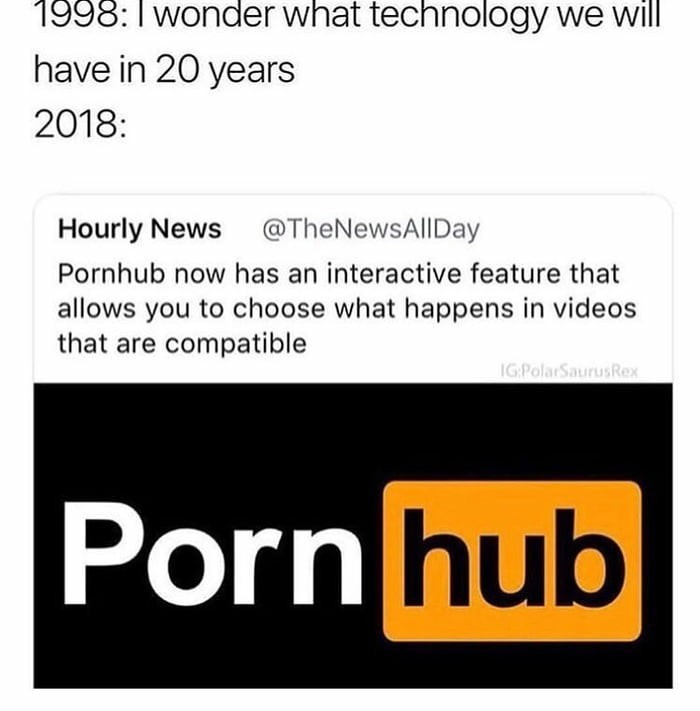 1998: I wonder what technology we will
have in 20 years
2018:
Hourly News @TheNewsAllDay
Pornhub now has an interactive feature that
allows you to choose what happens in videos
that are compatible
IG:PolarSaurusRex
Porn hub